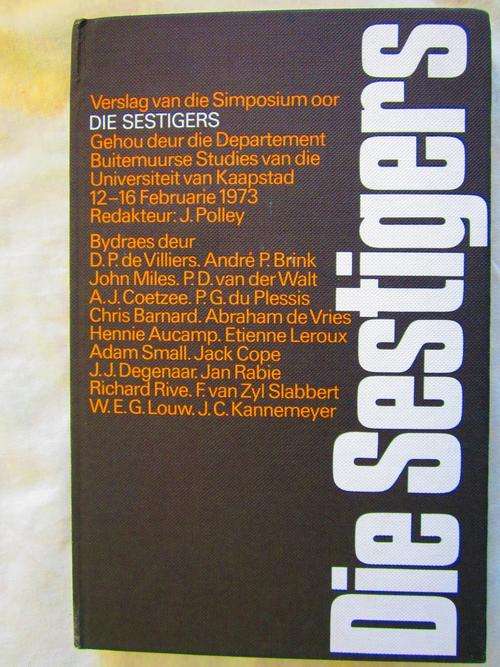 Verslag van die Simposium oor
DIE SESTIGERS
Gehou deur die Departement
Buitemuurse Studies van die
Universiteit van Kaapstad
12–16 Februarie 1973
Redakteur: J. Polley
Bydraes deur
D. P. de Villiers. André P. Brink
John Miles. P. D. van der Walt
A. J. Coetzee. P. G. du Plessis
Chris Barnard. Abraham de Vries
Hennie Aucamp. Etienne Leroux
Adam Small. Jack Cope
J. J. Degenaar. Jan Rabie
Richard Rive. F. van Zyl Slabbert
W. E. G. Louw. J. C. Kannemeyer
Die Sestigers